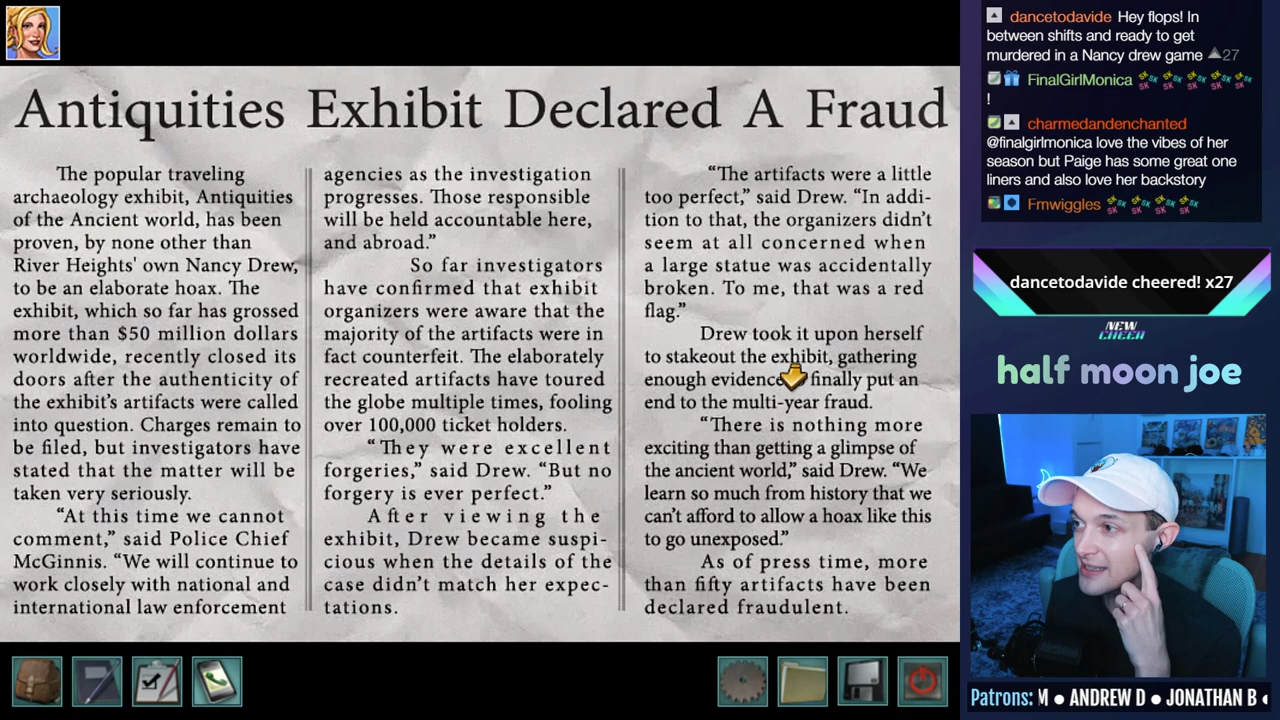 Antiquities Exhibit Declared A Fraud
The popular traveling
archaeology exhibit, Antiquities
of the Ancient world, has been
proven, by none other than
River Heights' own Nancy Drew,
to be an elaborate hoax. The
exhibit, which so far has grossed
more than $50 million dollars
worldwide, recently closed its
doors after the authenticity of
the exhibit's artifacts were called
into question. Charges remain to
be filed, but investigators have
stated that the matter will be
taken very seriously.
“At this time we cannot
comment,” said Police Chief
McGinnis. “We will continue to
work closely with national and
international law enforcement
agencies as the investigation
progresses. Those responsible
will be held accountable here,
and abroad.”
So far investigators
have confirmed that exhibit
organizers were aware that the
majority of the artifacts were in
fact counterfeit. The elaborately
recreated artifacts have toured
the globe multiple times, fooling
over 100,000 ticket holders.
“They were excellent
forgeries,” said Drew. “But no
forgery is ever perfect.”
After viewing the
exhibit, Drew became suspi-
cious when the details of the
case didn't match her expec-
tations.
“The artifacts were a little
too perfect,” said Drew. “In addi-
tion to that, the organizers didn't
seem at all concerned when
a large statue was accidentally
broken. To me, that was a red
flag.”
Drew took it upon herself
to stakeout the exhibit, gathering
enough evidence finally put an
end to the multi-year fraud.
“There is nothing more
exciting than getting a glimpse of
the ancient world,” said Drew. “We
learn so much from history that we
can't afford to allow a hoax like this
to go unexposed.”
As of press time, more
than fifty artifacts have been
declared fraudulent.
dancetodavide Hey flops! In
between shifts and ready to get
murdered in a Nancy drew game 27
FinalGirlMonica
!
charmedandenchanted
@finalgirlmonica love the vibes of her
season but Paige has some great one
liners and also love her backstory
Fmwiggles
dancetodavide cheered! x27
NEW
CHEER
half moon joe
Patrons: M ● ANDREW D ● JONATHAN B